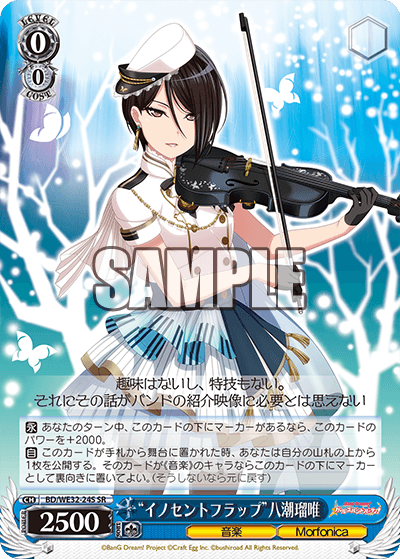 LEVEL
0
0
COST
SAMPLE
趣味はないし、特技もない。
それにその話がバンドの紹介映像に必要とは思えない
永 あなたのターン中、このカードの下にマーカーがあるなら、このカードの
パワーを+2000。
自 このカードが手札から舞台に置かれた時、あなたは自分の山札の上から
1枚を公開する。そのカードが《音楽》のキャラならこのカードの下にマーカー
として裏向きに置いてよい。(そうしないなら元に戻す)
BD/WE32-24S SR
2500
“イノセントフラップ”八潮瑠唯
音楽
Morfonica
©BanG Dream! Project ©Craft Egg Inc. ©bushiroad All Rights Reserved.